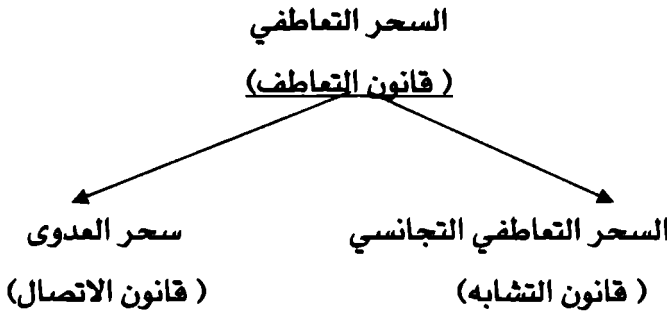 السحر التعاطفي
( قانون التعاطف)
السحر التعاطفي التجانسي
( قانون التشابه)
سحر العدوى
( قانون الاتصال)